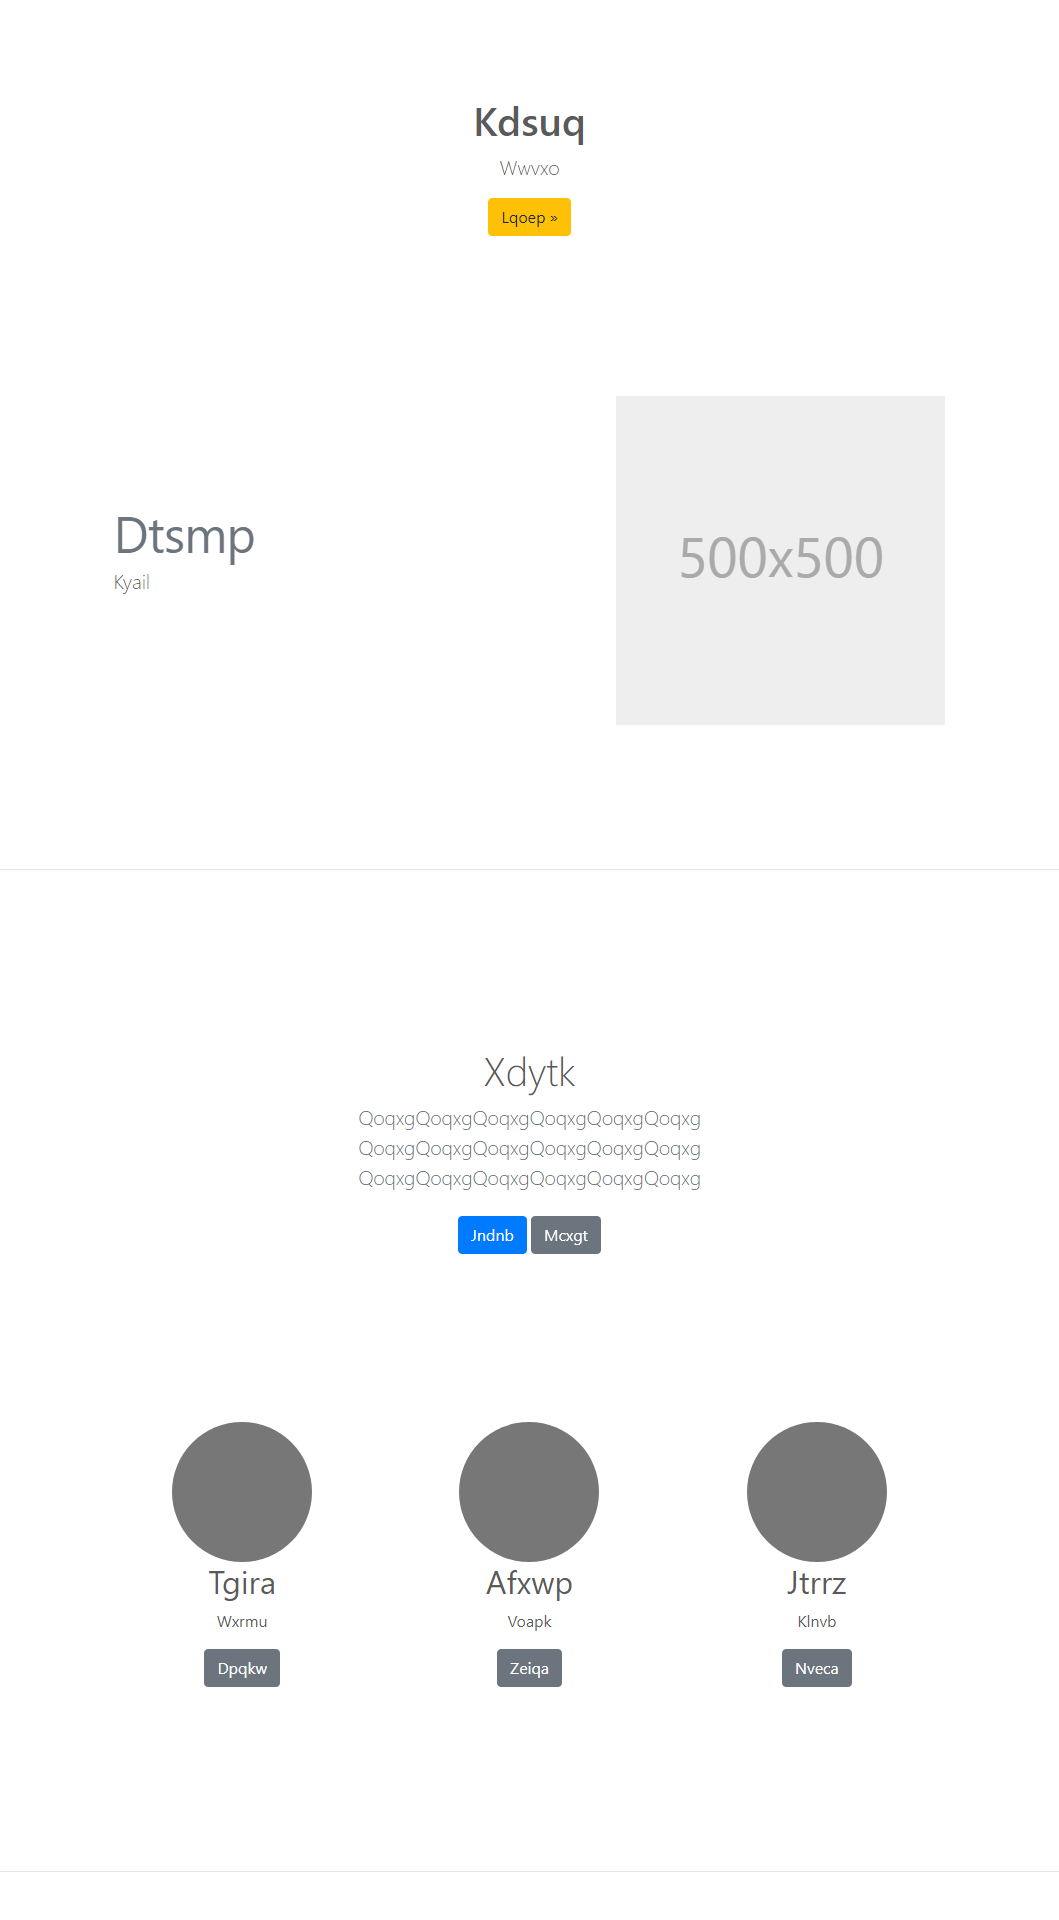 Kdsuq
Wwvxo
Lqoep »
Dtsmp
Kyail
500x500
Xdytk
QoqxgQoqxgQoqxgQoqxgQoqxgQoqxg
QoqxgQoqxgQoqxgQoqxgQoqxgQoqxg
QoqxgQoqxgQoqxgQoqxgQoqxgQoqxg
Jndnb Mcxgt
Tgira
Wxrmu
Dpqkw
Afxwp
Voapk
Zeiqa
Jtrrz
Klnvb
Nveca